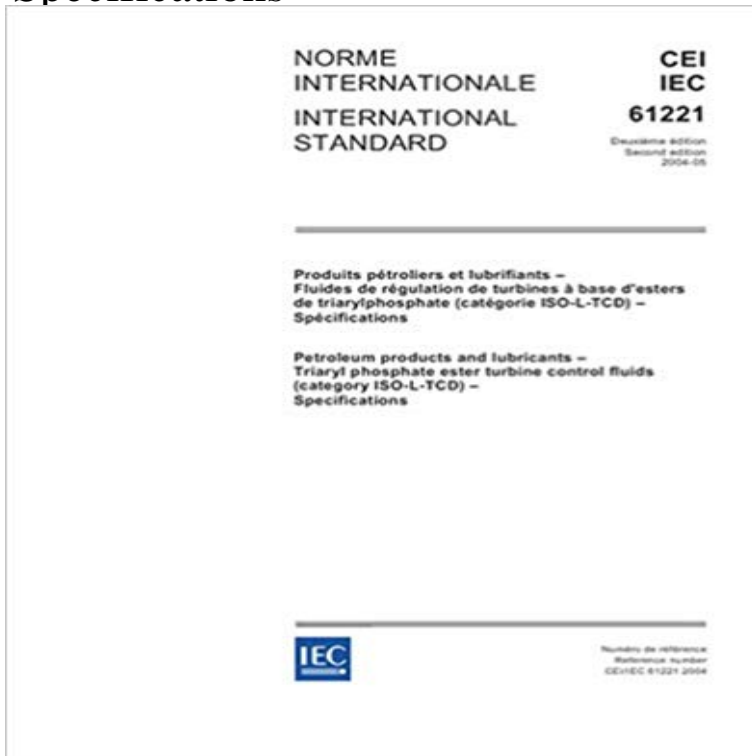 Specifications
NORME
INTERNATIONALE
INTERNATIONAL
STANDARD
CEI
IEC
61221
Deuxième édition
Second edition
2004-05
Produits pétroliers et lubrifiants –
Fluides de régulation de turbines à base d'esters
de triarylphosphate (catégorie ISO-L-TCD) –
Spécifications
Petroleum products and lubricants –
Triaryl phosphate ester turbine control fluids
(category ISO-L-TCD) –
Specifications
IEC
Numéro de référence
Reference number
CEI/IEC 61221:2004